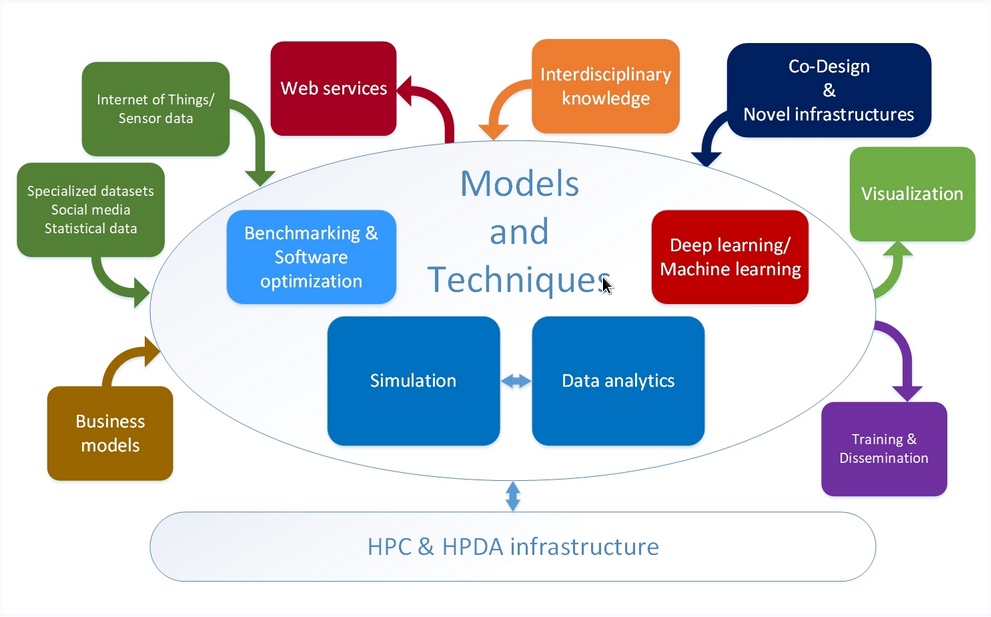 Internet of Things/
Sensor data
Web services
Interdisciplinary
knowledge
Co-Design
&
Novel infrastructures
Specialized datasets
Social media
Statistical data
Visualization
Models
and
Techniques
Benchmarking &
Software
optimization
Deep learning/
Machine learning
Simulation
Data analytics
Business
models
Training &
Dissemination
HPC & HPDA infrastructure